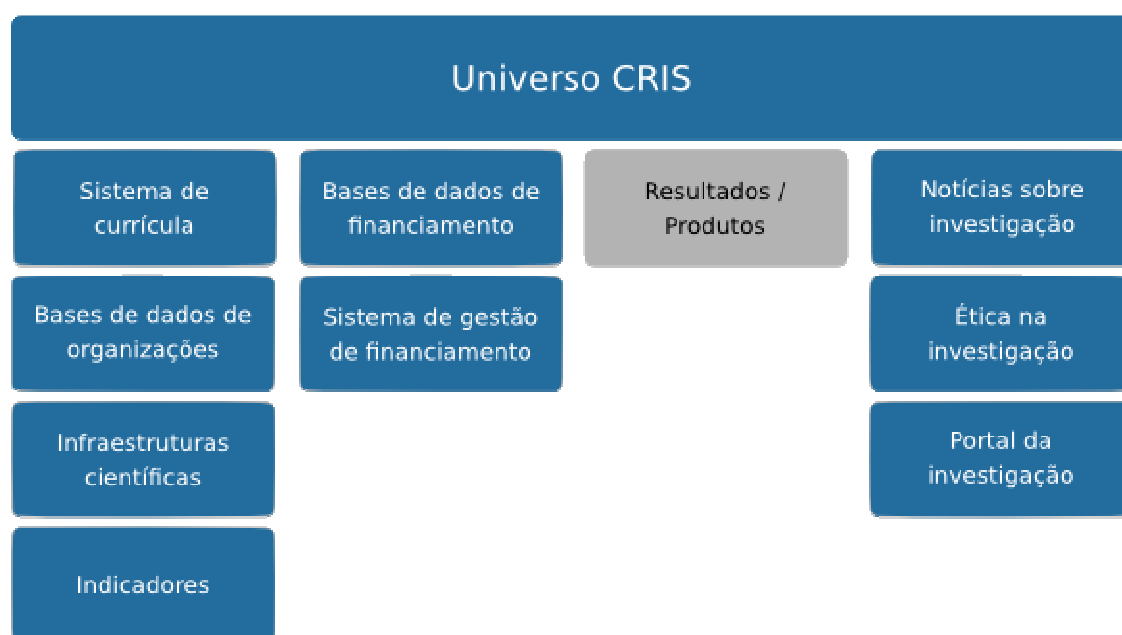 Universo CRIS
Sistema de
currícula
Bases de dados de
financiamento
Resultados /
Produtos
Notícias sobre
investigação
Bases de dados de
organizações
Sistema de gestão
de financiamento
Ética na
investigação
Infraestruturas
científicas
Portal da
investigação
Indicadores